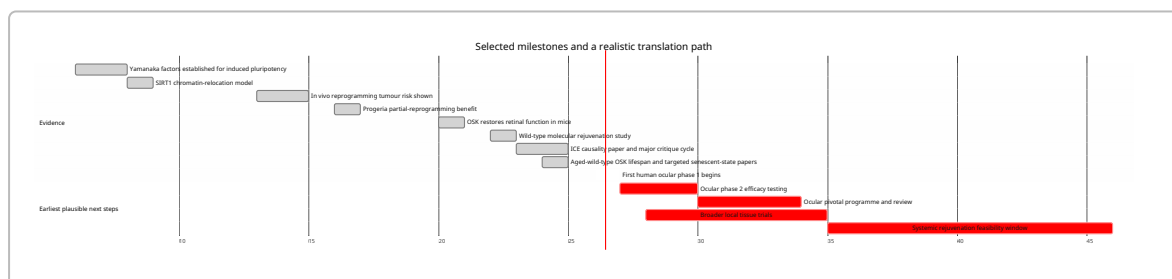 Selected milestones and a realistic translation path
Yamanaka factors established for induced pluripotency
SIRT1 chromatin-relocation model
In vivo reprogramming tumour risk shown
Progeria partial-reprogramming benefit
Evidence
OSK restores retinal function in mice
Wild-type molecular rejuvenation study
ICE causality paper and major critique cycle
Aged-wild-type OSK lifespan and targeted senescent-state papers
First human ocular phase 1 begins
Ocular phase 2 efficacy testing
Earliest plausible next steps
Ocular pivotal programme and review
Broader local tissue trials
Systemic rejuvenation feasibility window
10 15 20 25 30 35 40 45